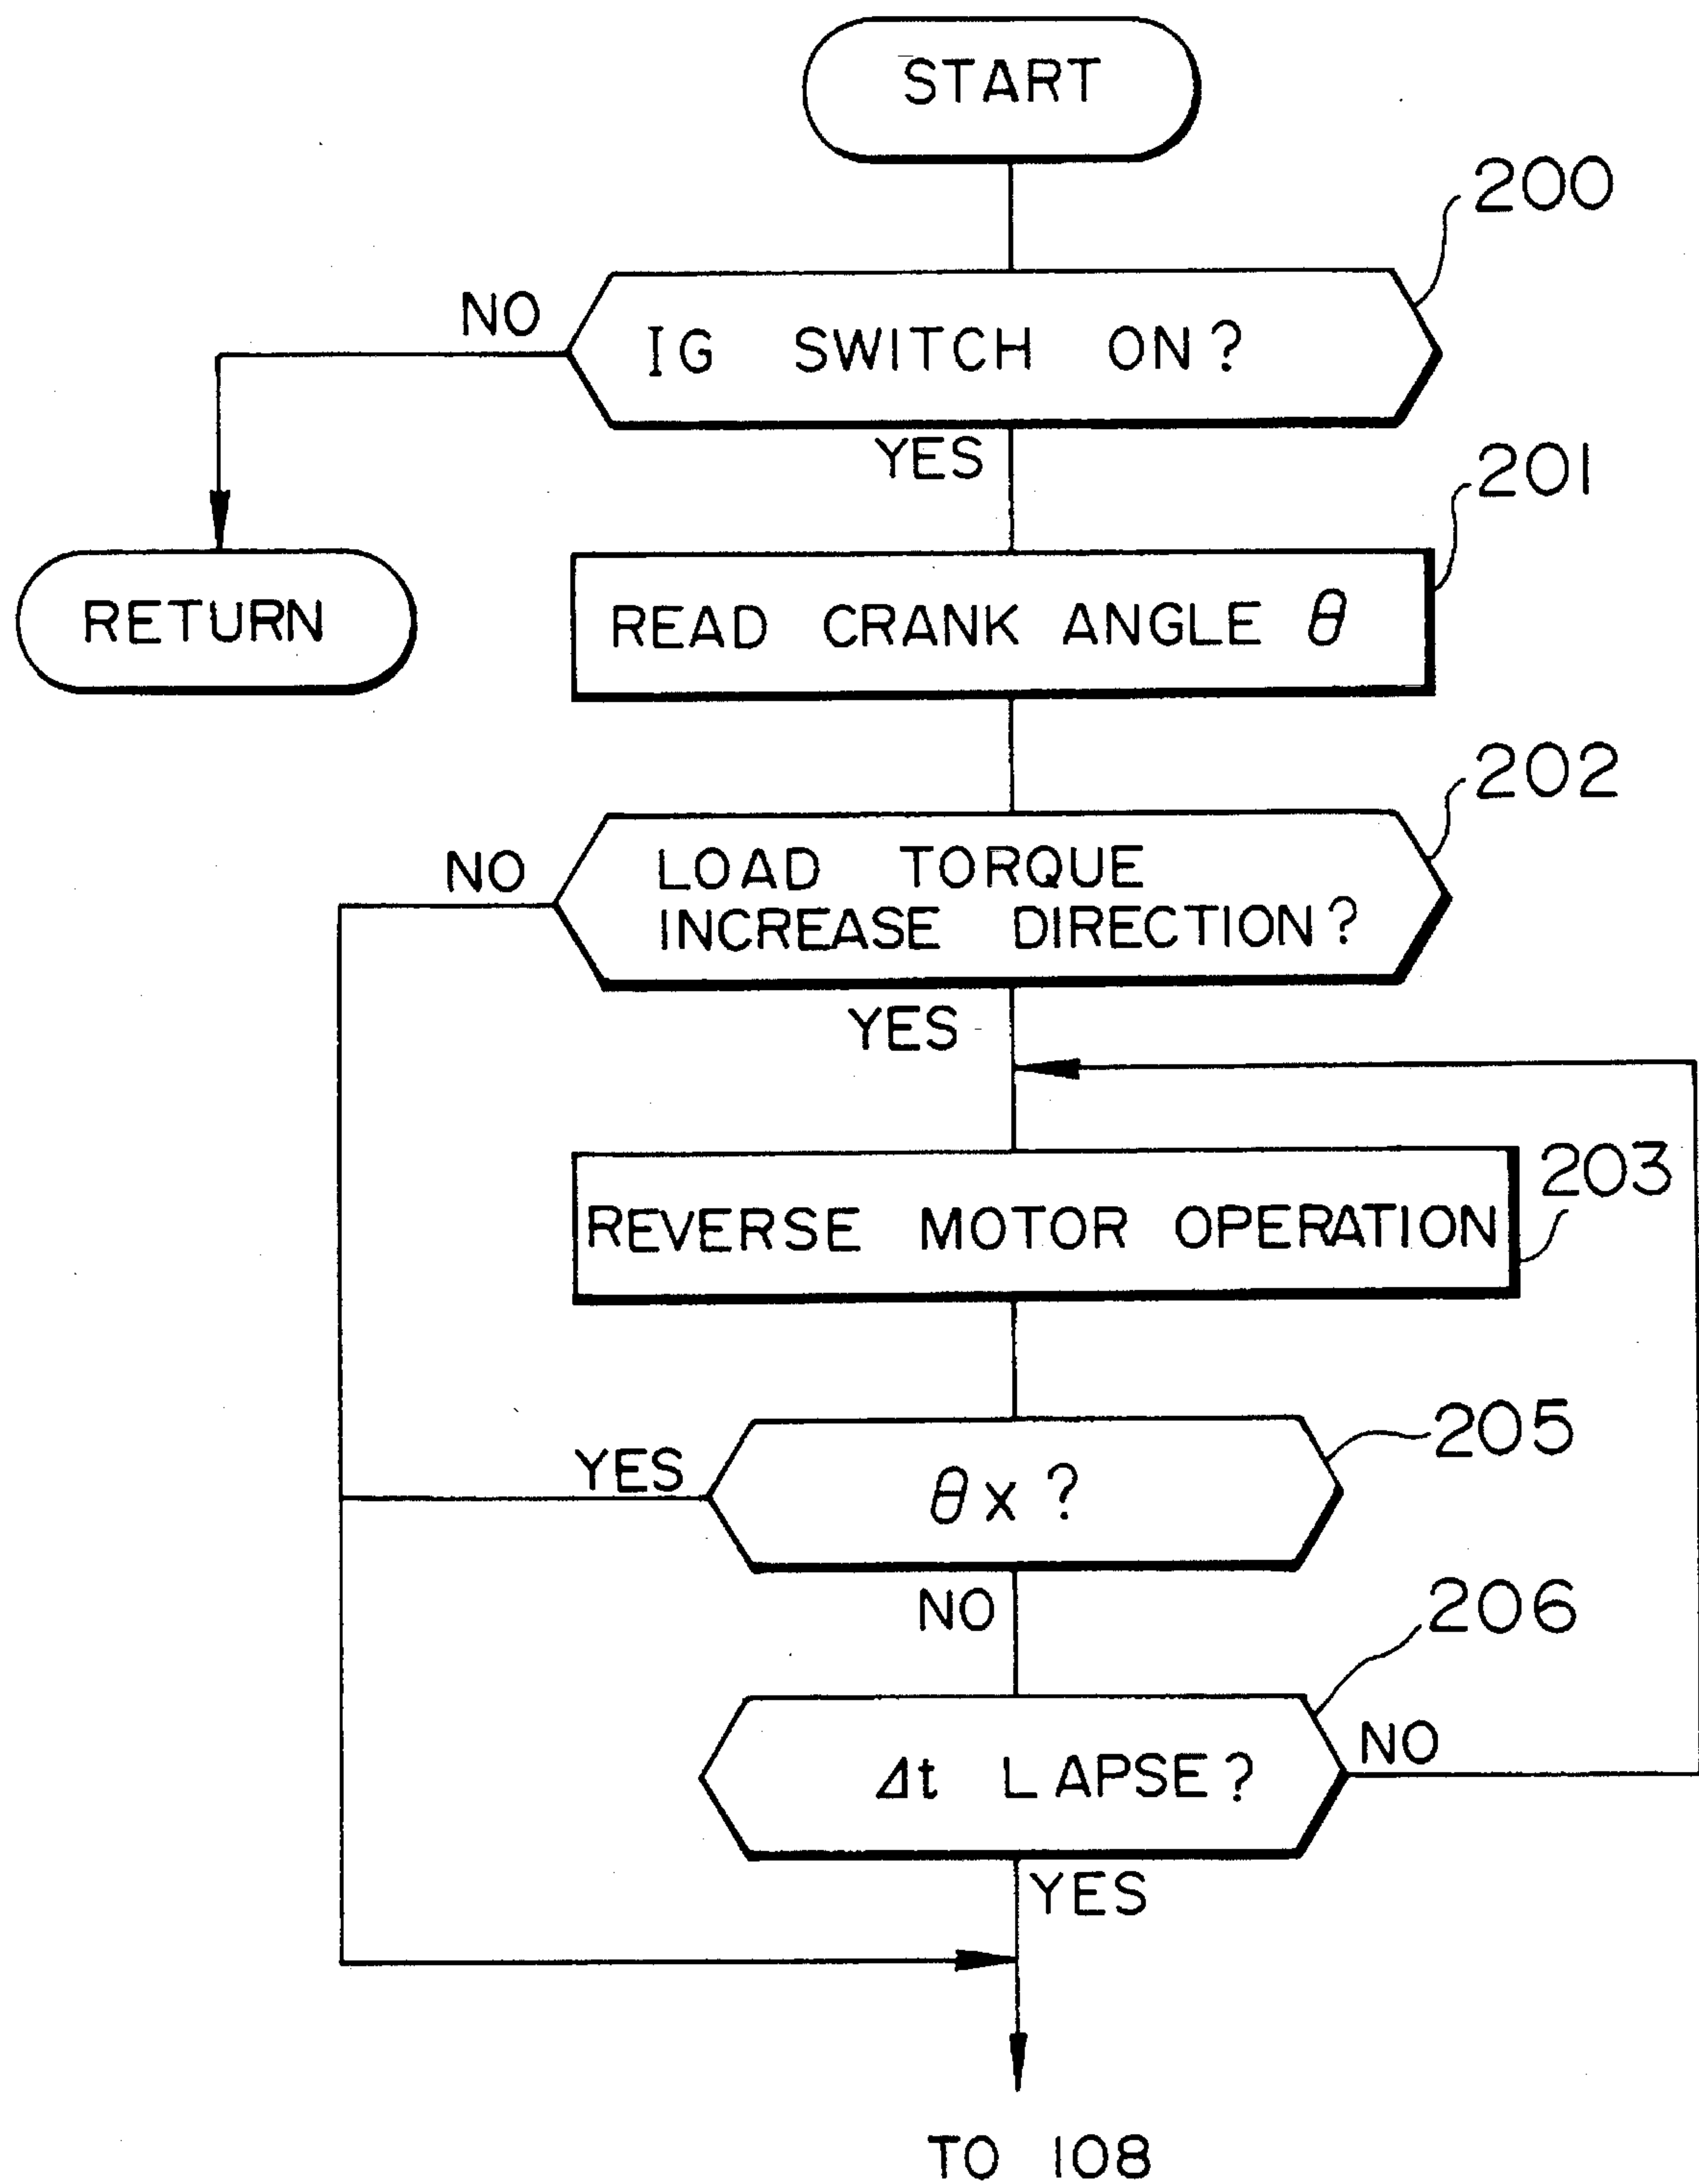 START
200
NO
IG SWITCH ON?
YES
201
RETURN
READ CRANK ANGLE θ
202
NO
LOAD TORQUE
INCREASE DIRECTION?
YES
203
REVERSE MOTOR OPERATION
205
YES
θx?
NO
206
Δt LAPSE?
NO
YES
TO 108